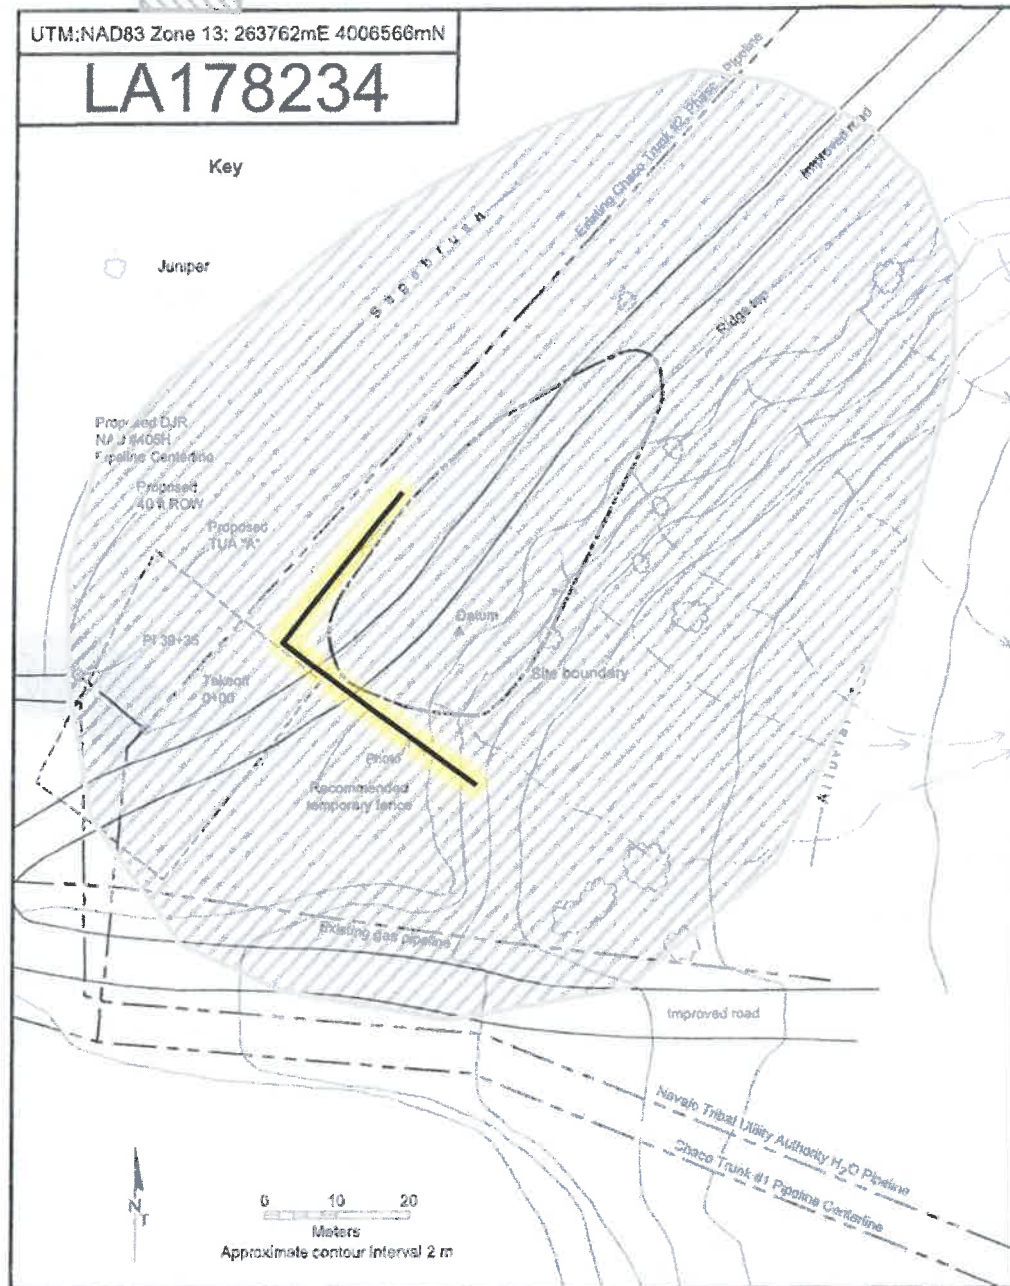 UTM:NAD83 Zone 13: 263762mE 4006566mN
LA178234
Key
Juniper
Sagebrush
Existing Chaco Trunk #2, Phase Pipeline
Improved road
Ridge top
Proposed DJR
Pipeline Centerline
Proposed
40 ft ROW
Proposed
TUA "A"
PI 39+35
Takeoff
0+00
Datum
Site boundary
Photo
Recommended
temporary fence
Alluvial
Existing gas pipeline
Improved road
Navajo Tribal Utility Authority H₂O Pipeline
Chaco Trunk #1 Pipeline Centerline
N
T
0 10 20
Meters
Approximate contour interval 2 m